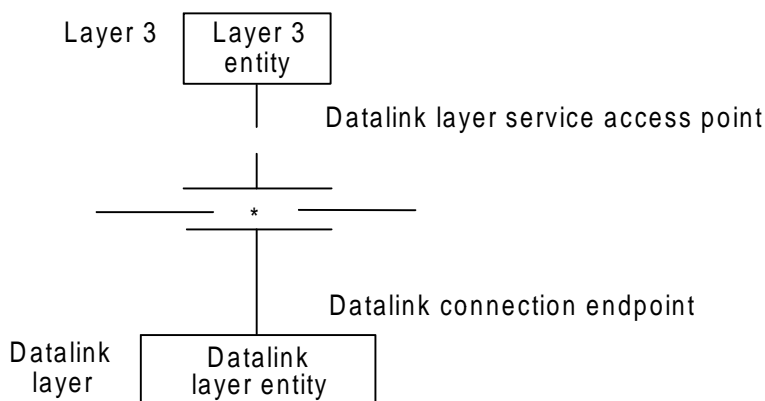 Layer 3
Layer 3
entity
Datalink layer service access point
*
Datalink connection endpoint
Datalink
layer
Datalink
layer entity